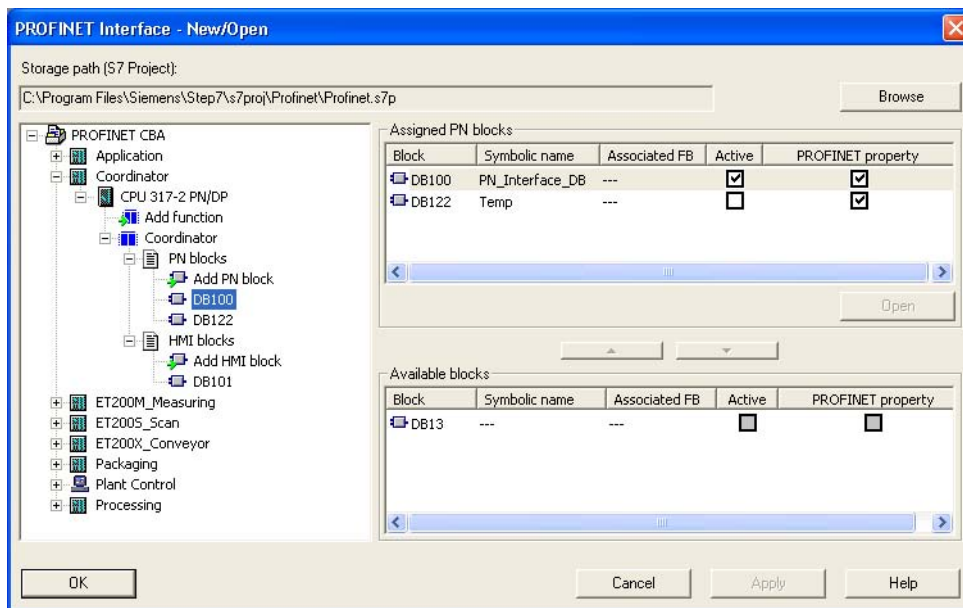 PROFINET Interface - New/Open
Storage path (S7 Project):
C:\Program Files\Siemens\Step7\s7proj\Profinet\Profinet.s7p
Browse
PROFINET CBA
Application
Coordinator
CPU 317-2 PN/DP
Add function
Coordinator
PN blocks
Add PN block
DB100
DB122
HMI blocks
Add HMI block
DB101
ET200M_Measuring
ET200S_Scan
ET200X_Conveyor
Packaging
Plant Control
Processing
Assigned PN blocks
Block Symbolic name Associated FB Active PROFINET property
DB100 PN_Interface_DB ---
DB122 Temp ---
Open
Available blocks
Block Symbolic name Associated FB Active PROFINET property
DB13 --- ---
OK Cancel Apply Help